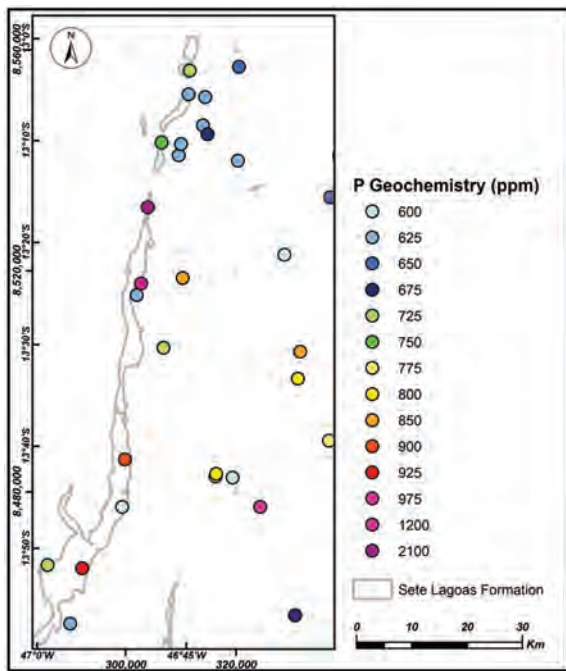 N
13°0'S
8,560,000
13°10'S
13°20'S
8,520,000
13°30'S
13°40'S
8,480,000
13°50'S
47°0'W
300,000
46°45'W
320,000
P Geochemistry (ppm)
600
625
650
675
725
750
775
800
850
900
925
975
1200
2100
Sete Lagoas Formation
0
10
20
30
Km